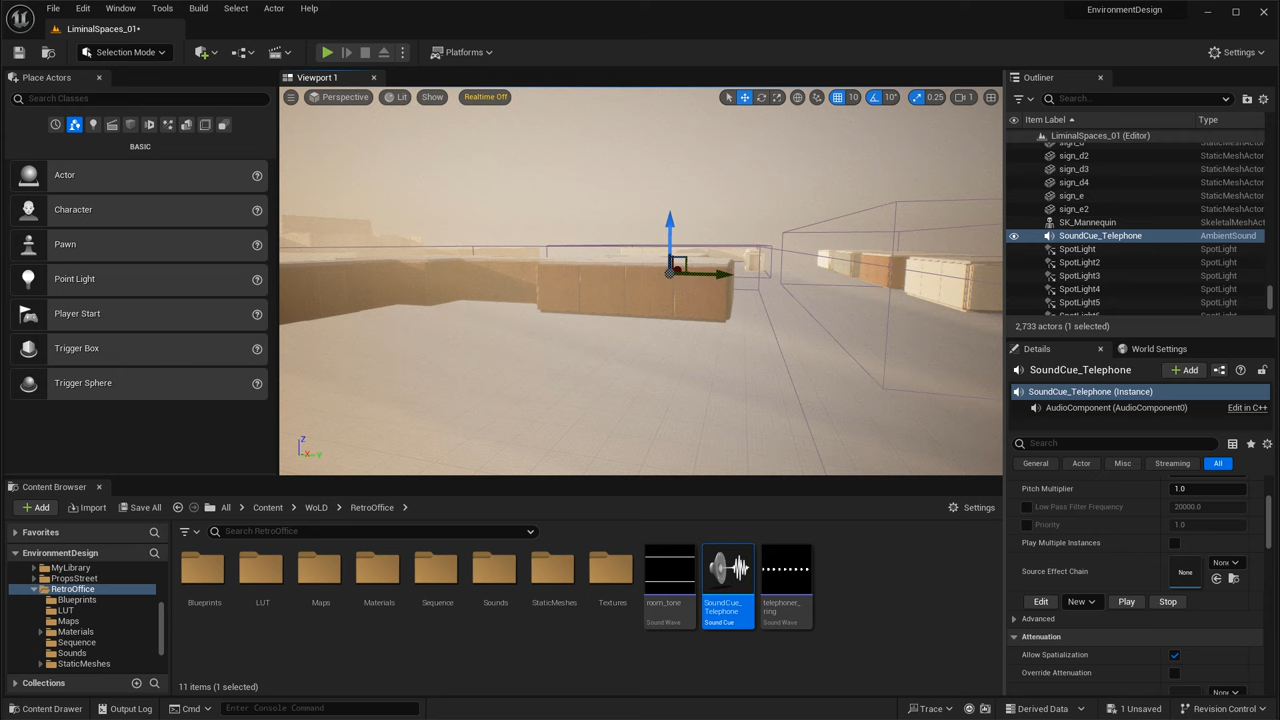 File Edit Window Tools Build Select Actor Help
EnvironmentDesign
LiminalSpaces_01*
Selection Mode
Platforms
Settings
Place Actors
Viewport 1
Outliner
Search Classes
Perspective Lit Show Realtime Off
10 10° 0.25 1
Search...
Item Label Type
BASIC
LiminalSpaces_01 (Editor)
sign_d StaticMeshActor
sign_d2 StaticMeshActor
sign_d3 StaticMeshActor
sign_d4 StaticMeshActor
sign_e StaticMeshActor
sign_e2 StaticMeshActor
SK_Mannequin SkeletalMeshAct
SoundCue_Telephone AmbientSound
SpotLight SpotLight
SpotLight2 SpotLight
SpotLight3 SpotLight
SpotLight4 SpotLight
SpotLight5 SpotLight
2,733 actors (1 selected)
Actor
Character
Pawn
Point Light
Player Start
Trigger Box
Trigger Sphere
Z
X Y
Details World Settings
SoundCue_Telephone
Add
SoundCue_Telephone (Instance)
AudioComponent (AudioComponent0) Edit in C++
Search
General Actor Misc Streaming All
Pitch Multiplier 1.0
Low Pass Filter Frequency 20000.0
Priority 1.0
Play Multiple Instances
Source Effect Chain None None
Edit New Play Stop
Advanced
Attenuation
Allow Spatialization
Override Attenuation
None
Content Browser
Add Import Save All All Content WoLD RetroOffice Settings
Favorites
Search RetroOffice
EnvironmentDesign
MyLibrary
PropsStreet
RetroOffice
Blueprints
LUT
Maps
Materials
Sequence
Sounds
StaticMeshes
Collections
Blueprints LUT Maps Materials Sequence Sounds StaticMeshes Textures
room_tone
Sound Wave
SoundCue_
Telephone
Sound Cue
telephoner_
ring
Sound Wave
11 items (1 selected)
Content Drawer Output Log Cmd Enter Console Command
Trace Derived Data 1 Unsaved Revision Control